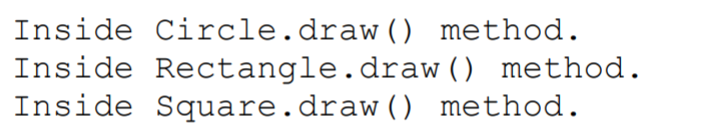 Inside Circle.draw() method.
Inside Rectangle.draw() method.
Inside Square.draw() method.